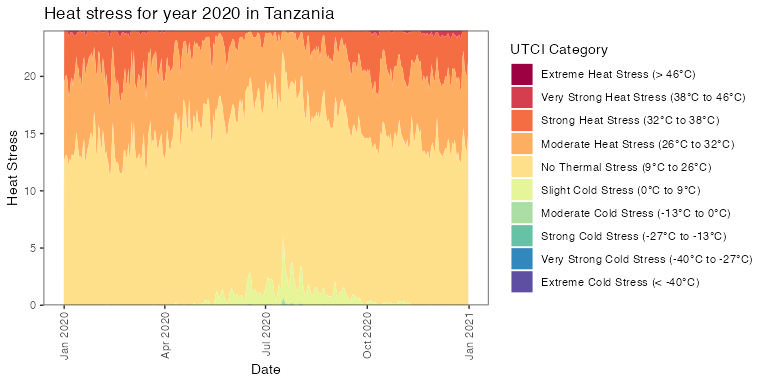 Heat stress for year 2020 in Tanzania
Heat Stress
20
15
10
5
0
Jan 2020
Apr 2020
Jul 2020
Oct 2020
Jan 2021
Date
UTCI Category
Extreme Heat Stress (> 46°C)
Very Strong Heat Stress (38°C to 46°C)
Strong Heat Stress (32°C to 38°C)
Moderate Heat Stress (26°C to 32°C)
No Thermal Stress (9°C to 26°C)
Slight Cold Stress (0°C to 9°C)
Moderate Cold Stress (-13°C to 0°C)
Strong Cold Stress (-27°C to -13°C)
Very Strong Cold Stress (-40°C to -27°C)
Extreme Cold Stress (< -40°C)